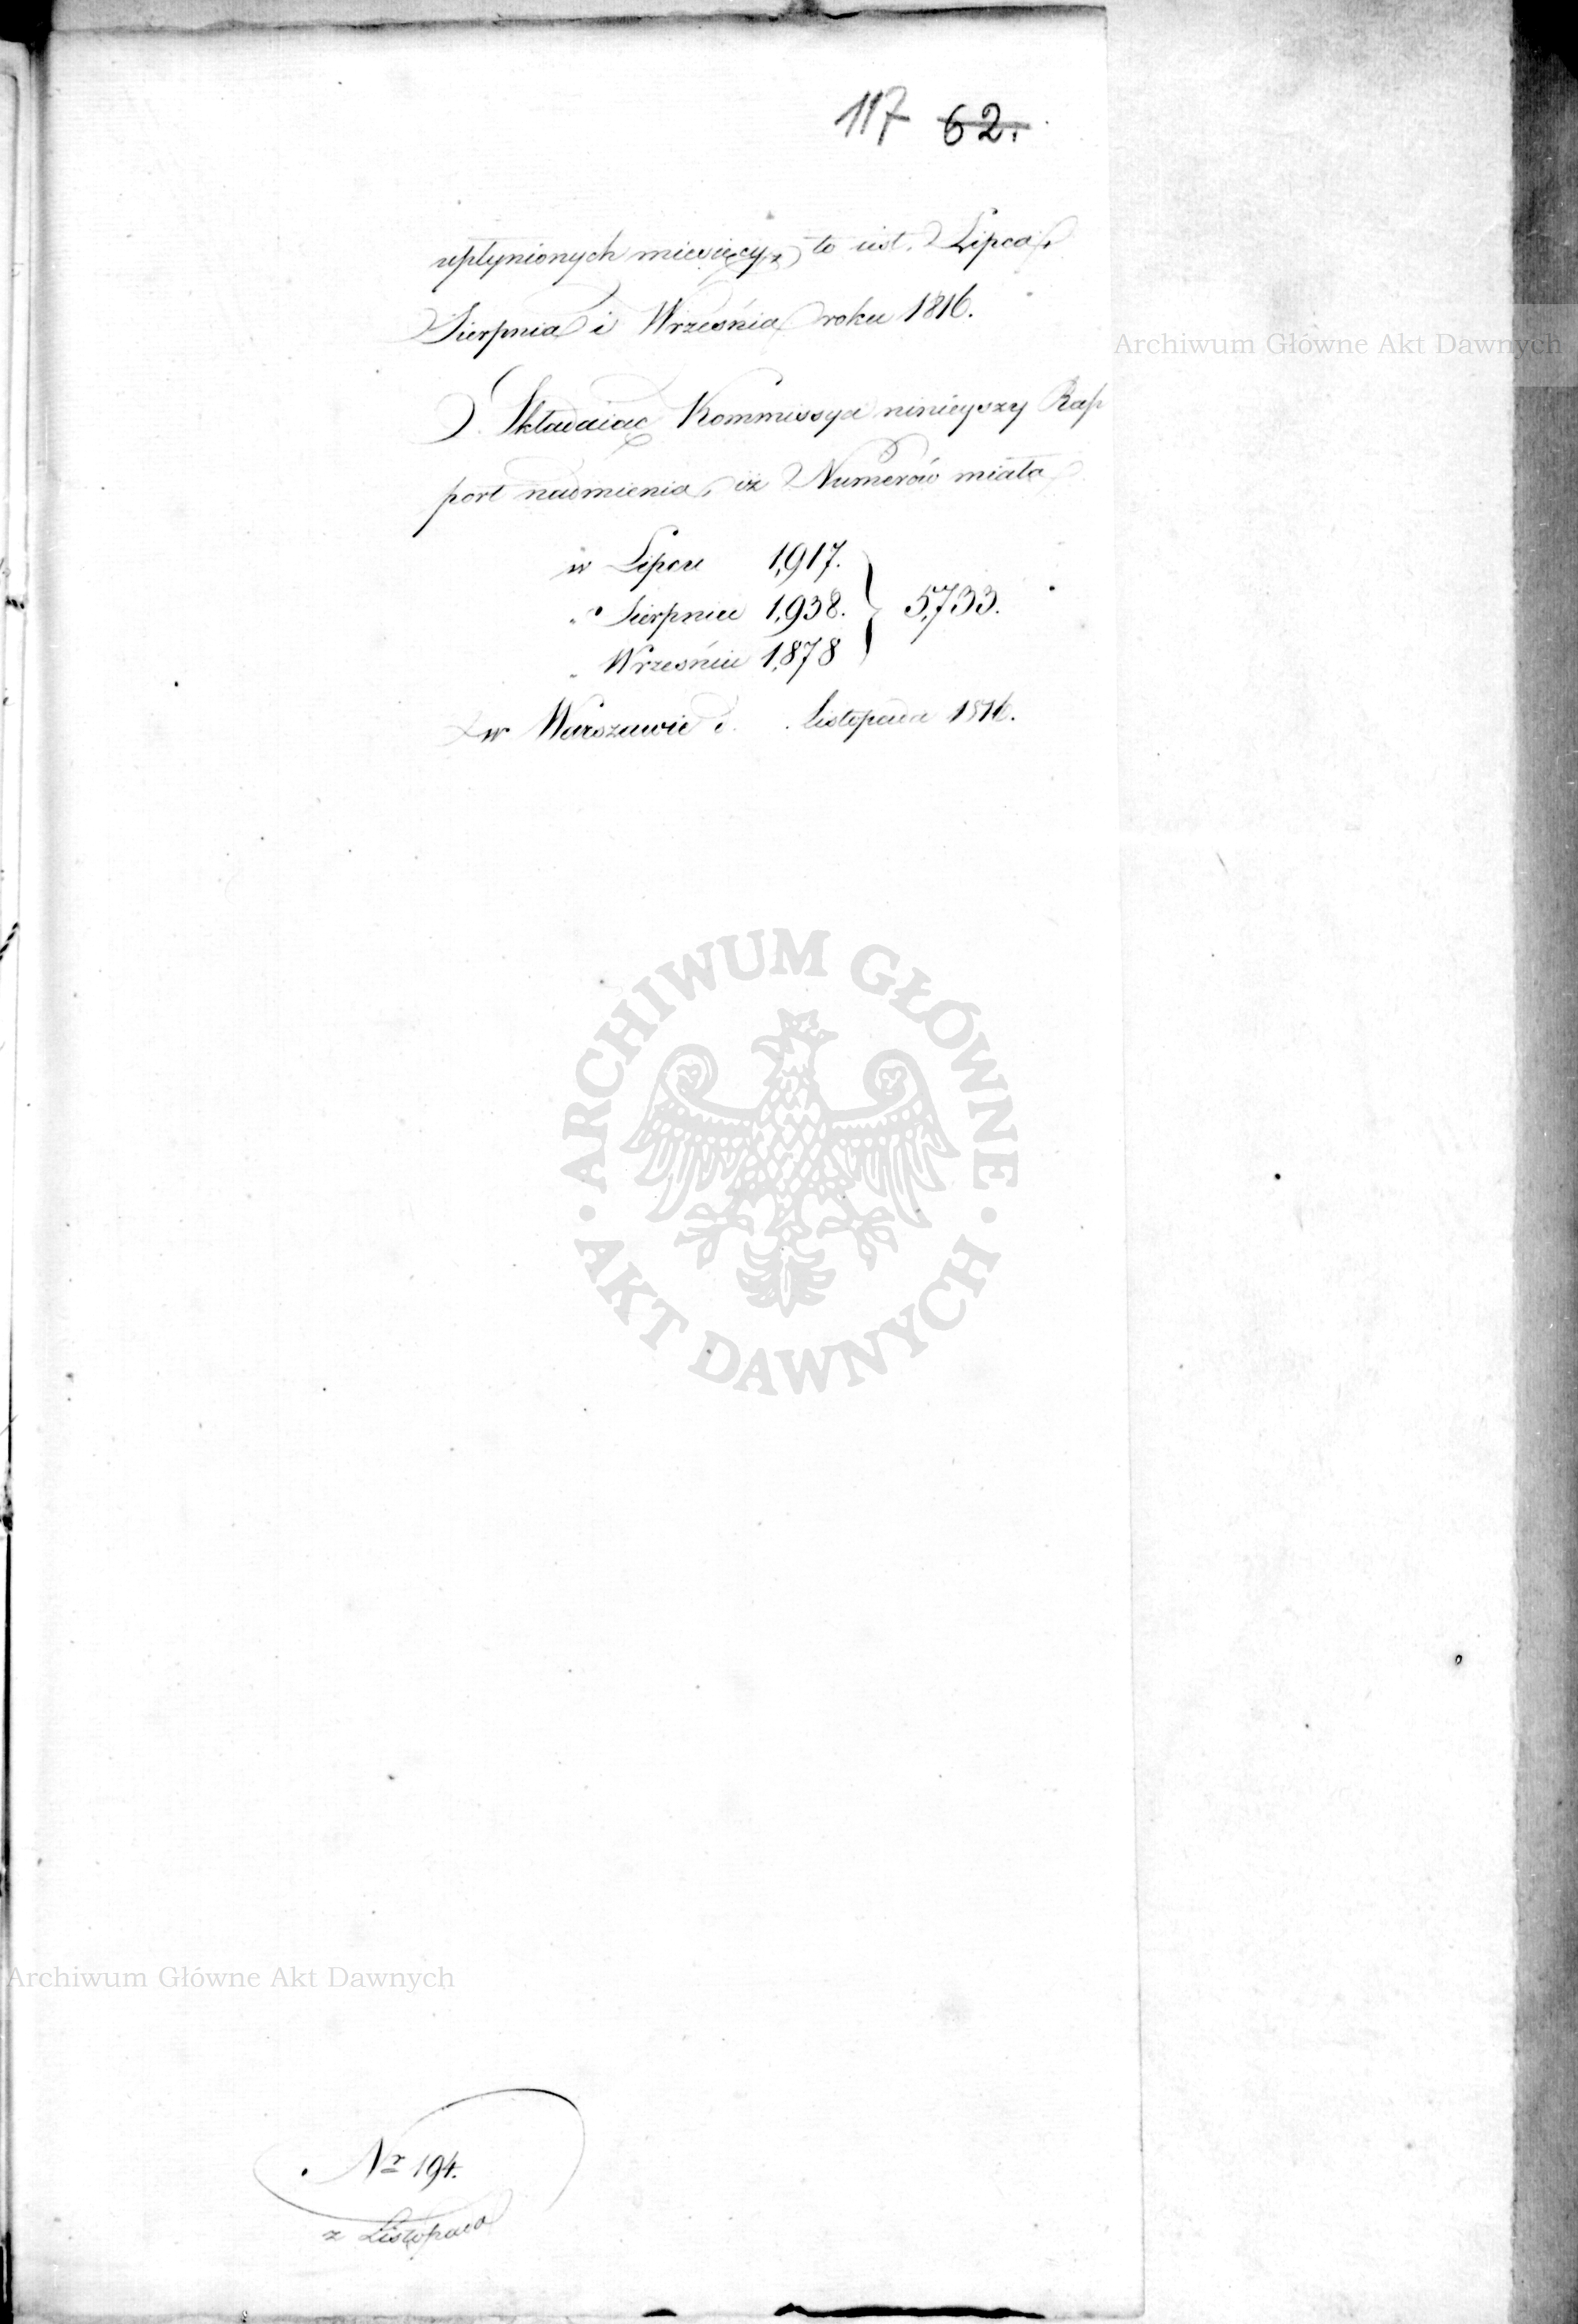 117 62.
upłynionych miesięcy, to iest. Lipca,
Sierpnia i Września roku 1816.
Składaiąc Kommissya ninieyszy Rap
port nadmienia, iż Numerów miała
w Lipcu 1,917.
" Sierpniu 1,938. } 5,733.
" Wrześniu 1,878
w Warszawie d. . Listopada 1816.
Nr 194.
z Listopada
Archiwum Główne Akt Dawnych
ARCHIWUM GŁÓWNE · AKT DAWNYCH ·
Archiwum Główne Akt Dawnych